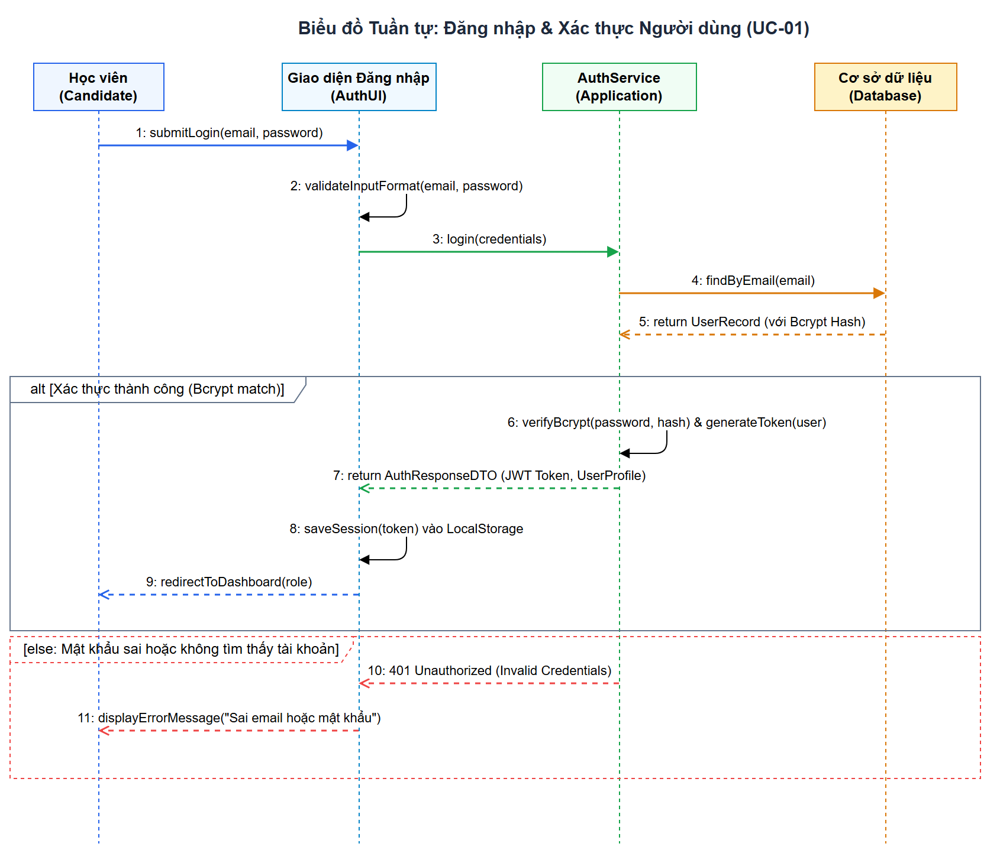 Biểu đồ Tuần tự: Đăng nhập & Xác thực Người dùng (UC-01)
Học viên
(Candidate)
Giao diện Đăng nhập
(AuthUI)
AuthService
(Application)
Cơ sở dữ liệu
(Database)
1: submitLogin(email, password)
2: validateInputFormat(email, password)
3: login(credentials)
4: findByEmail(email)
5: return UserRecord (với Bcrypt Hash)
alt [Xác thực thành công (Bcrypt match)]
6: verifyBcrypt(password, hash) & generateToken(user)
7: return AuthResponseDTO (JWT Token, UserProfile)
8: saveSession(token) vào LocalStorage
9: redirectToDashboard(role)
[else: Mật khẩu sai hoặc không tìm thấy tài khoản]
10: 401 Unauthorized (Invalid Credentials)
11: displayErrorMessage("Sai email hoặc mật khẩu")